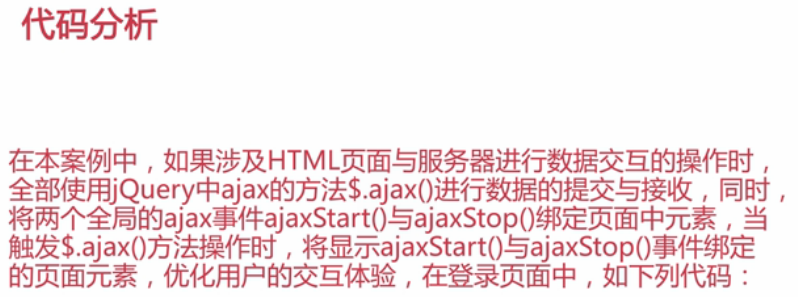 代码分析
在本案例中，如果涉及HTML页面与服务器进行数据交互的操作时，
全部使用jQuery中ajax的方法$.ajax()进行数据的提交与接收，同时，
将两个全局的ajax事件ajaxStart()与ajaxStop()绑定页面中元素，当
触发$.ajax()方法操作时，将显示ajaxStart()与ajaxStop()事件绑定
的页面元素，优化用户的交互体验，在登录页面中，如下列代码：